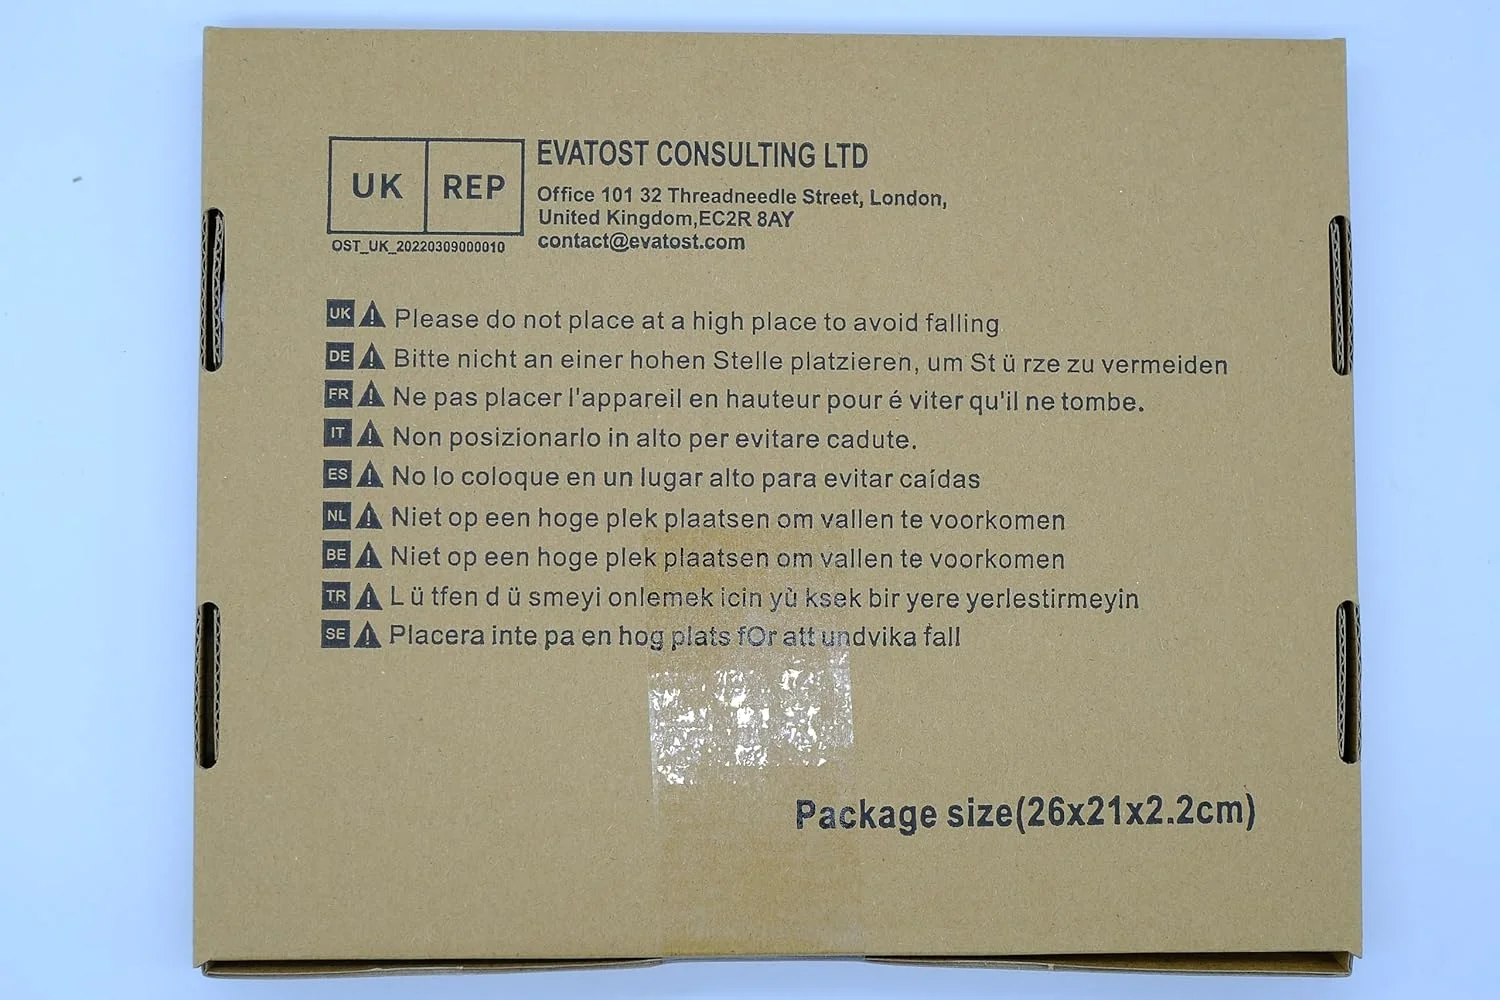 UK REP
OST_UK_20220309000010
EVATOST CONSULTING LTD
Office 101 32 Threadneedle Street, London,
United Kingdom,EC2R 8AY
contact@evatost.com
UK Please do not place at a high place to avoid falling
DE Bitte nicht an einer hohen Stelle platzieren, um St ü rze zu vermeiden
FR Ne pas placer l'appareil en hauteur pour é viter qu'il ne tombe.
IT Non posizionarlo in alto per evitare cadute.
ES No lo coloque en un lugar alto para evitar caídas
NL Niet op een hoge plek plaatsen om vallen te voorkomen
BE Niet op een hoge plek plaatsen om vallen te voorkomen
TR L ü tfen d ü smeyi onlemek icin yü ksek bir yere yerlestirmeyin
SE Placera inte pa en hog plats fOr att undvika fall
Package size(26x21x2.2cm)